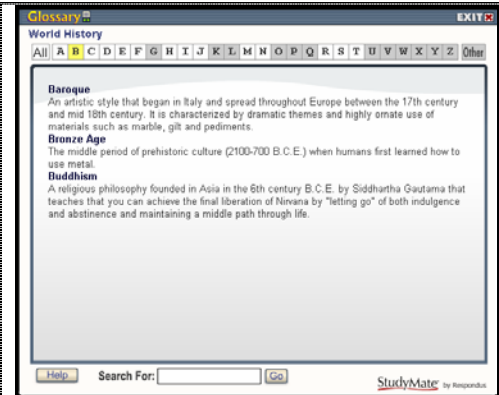 Glossary
EXIT
World History
All A B C D E F G H I J K L M N O P Q R S T U V W X Y Z Other
Baroque
An artistic style that began in Italy and spread throughout Europe between the 17th century
and mid 18th century. It is characterized by dramatic themes and highly ornate use of
materials such as marble, gilt and pediments.
Bronze Age
The middle period of prehistoric culture (2100-700 B.C.E.) when humans first learned how to
use metal.
Buddhism
A religious philosophy founded in Asia in the 6th century B.C.E. by Siddhartha Gautama that
teaches that you can achieve the final liberation of Nirvana by "letting go" of both indulgence
and abstinence and maintaining a middle path through life.
Help Search For: Go
StudyMate by Respondus